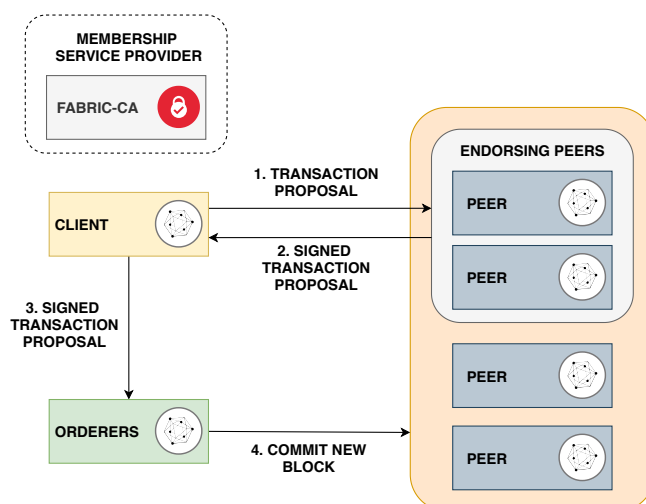 MEMBERSHIP
SERVICE PROVIDER
FABRIC-CA
ENDORSING PEERS
1. TRANSACTION
PROPOSAL
PEER
CLIENT
2. SIGNED
TRANSACTION
PROPOSAL
PEER
3. SIGNED
TRANSACTION
PROPOSAL
PEER
ORDERERS
4. COMMIT NEW
BLOCK
PEER